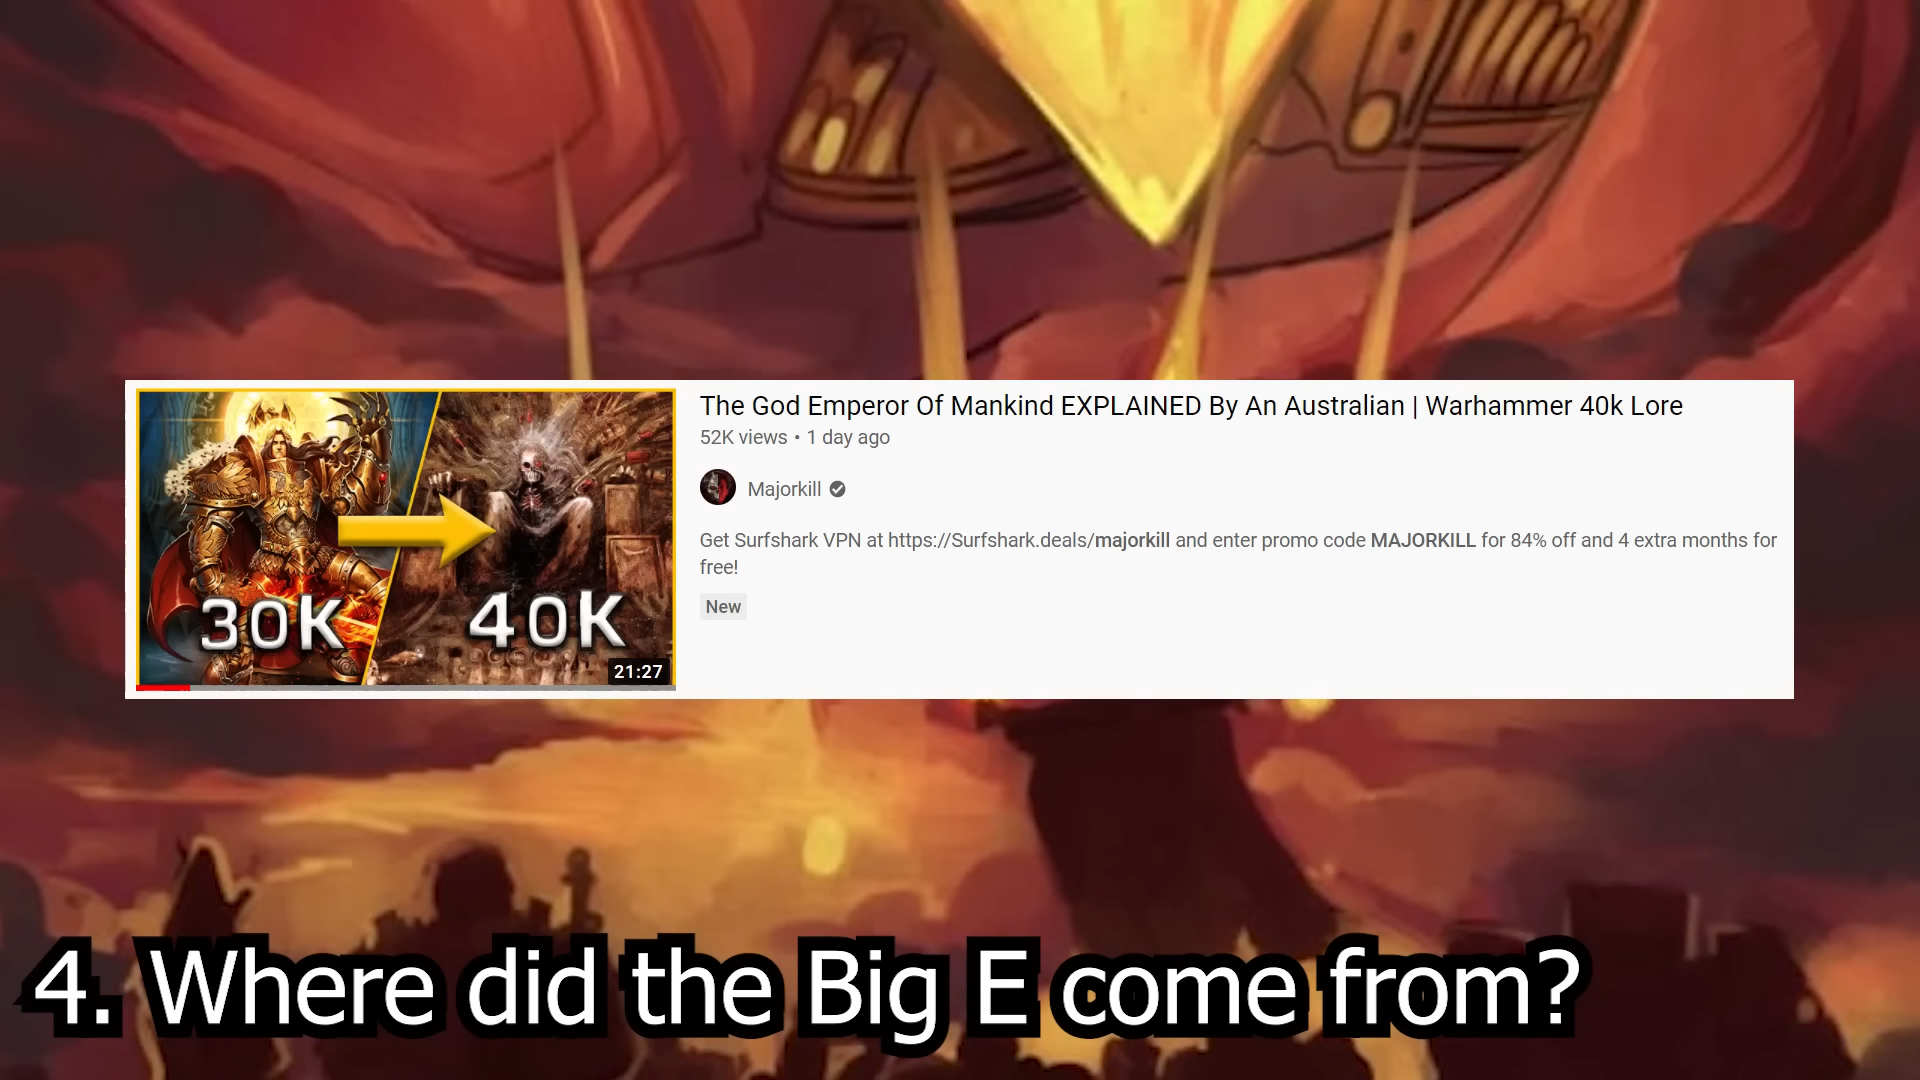 The God Emperor Of Mankind EXPLAINED By An Australian | Warhammer 40k Lore
52K views • 1 day ago
Majorkill
Get Surfshark VPN at https://Surfshark.deals/majorkill and enter promo code MAJORKILL for 84% off and 4 extra months for
free!
New
30K
40K
21:27
4. Where did the Big E come from?